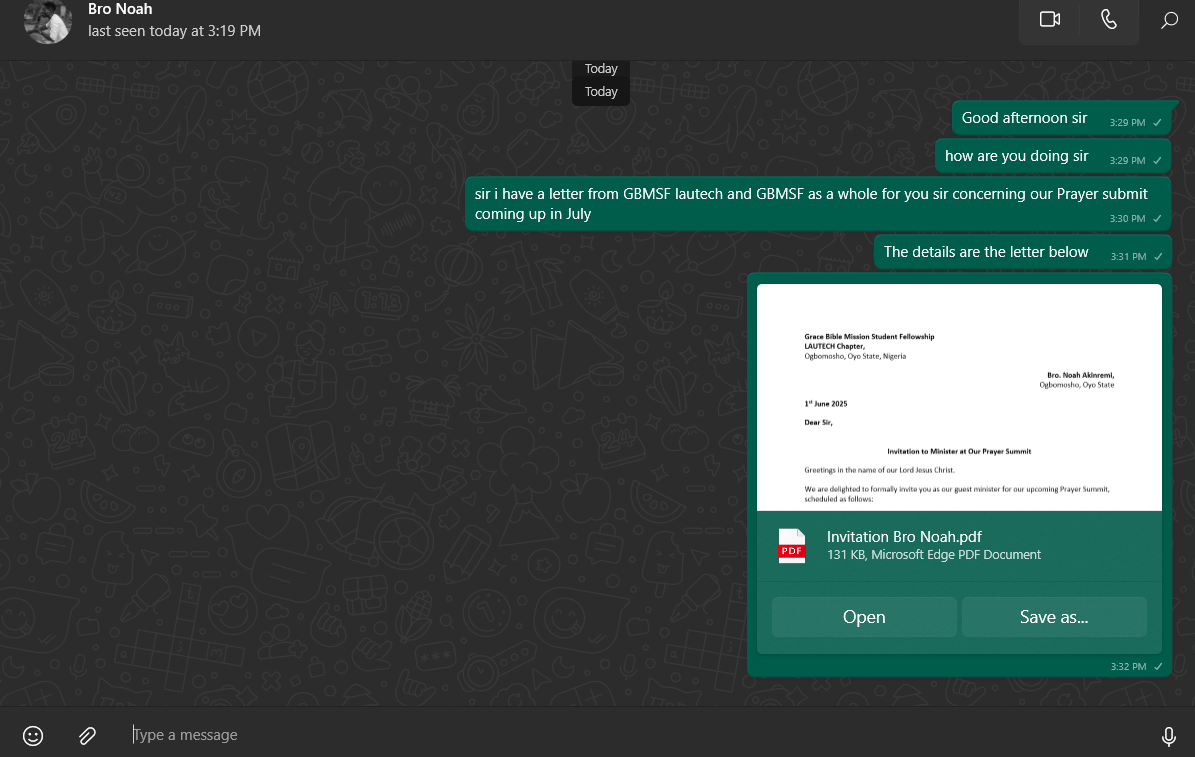 Bro Noah
last seen today at 3:19 PM
Today
Today
Good afternoon sir 3:29 PM
how are you doing sir 3:29 PM
sir i have a letter from GBMSF lautech and GBMSF as a whole for you sir concerning our Prayer submit
coming up in July 3:30 PM
The details are the letter below 3:31 PM
Grace Bible Mission Student Fellowship
LAUTECH Chapter,
Ogbomosho, Oyo State, Nigeria
Bro. Noah Akinremi,
Ogbomosho, Oyo State
1st June 2025
Dear Sir,
Invitation to Minister at Our Prayer Summit
Greetings in the name of our Lord Jesus Christ.
We are delighted to formally invite you as our guest minister for our upcoming Prayer Summit,
scheduled as follows:
PDF
Invitation Bro Noah.pdf
131 KB, Microsoft Edge PDF Document
Open Save as...
3:32 PM
Type a message